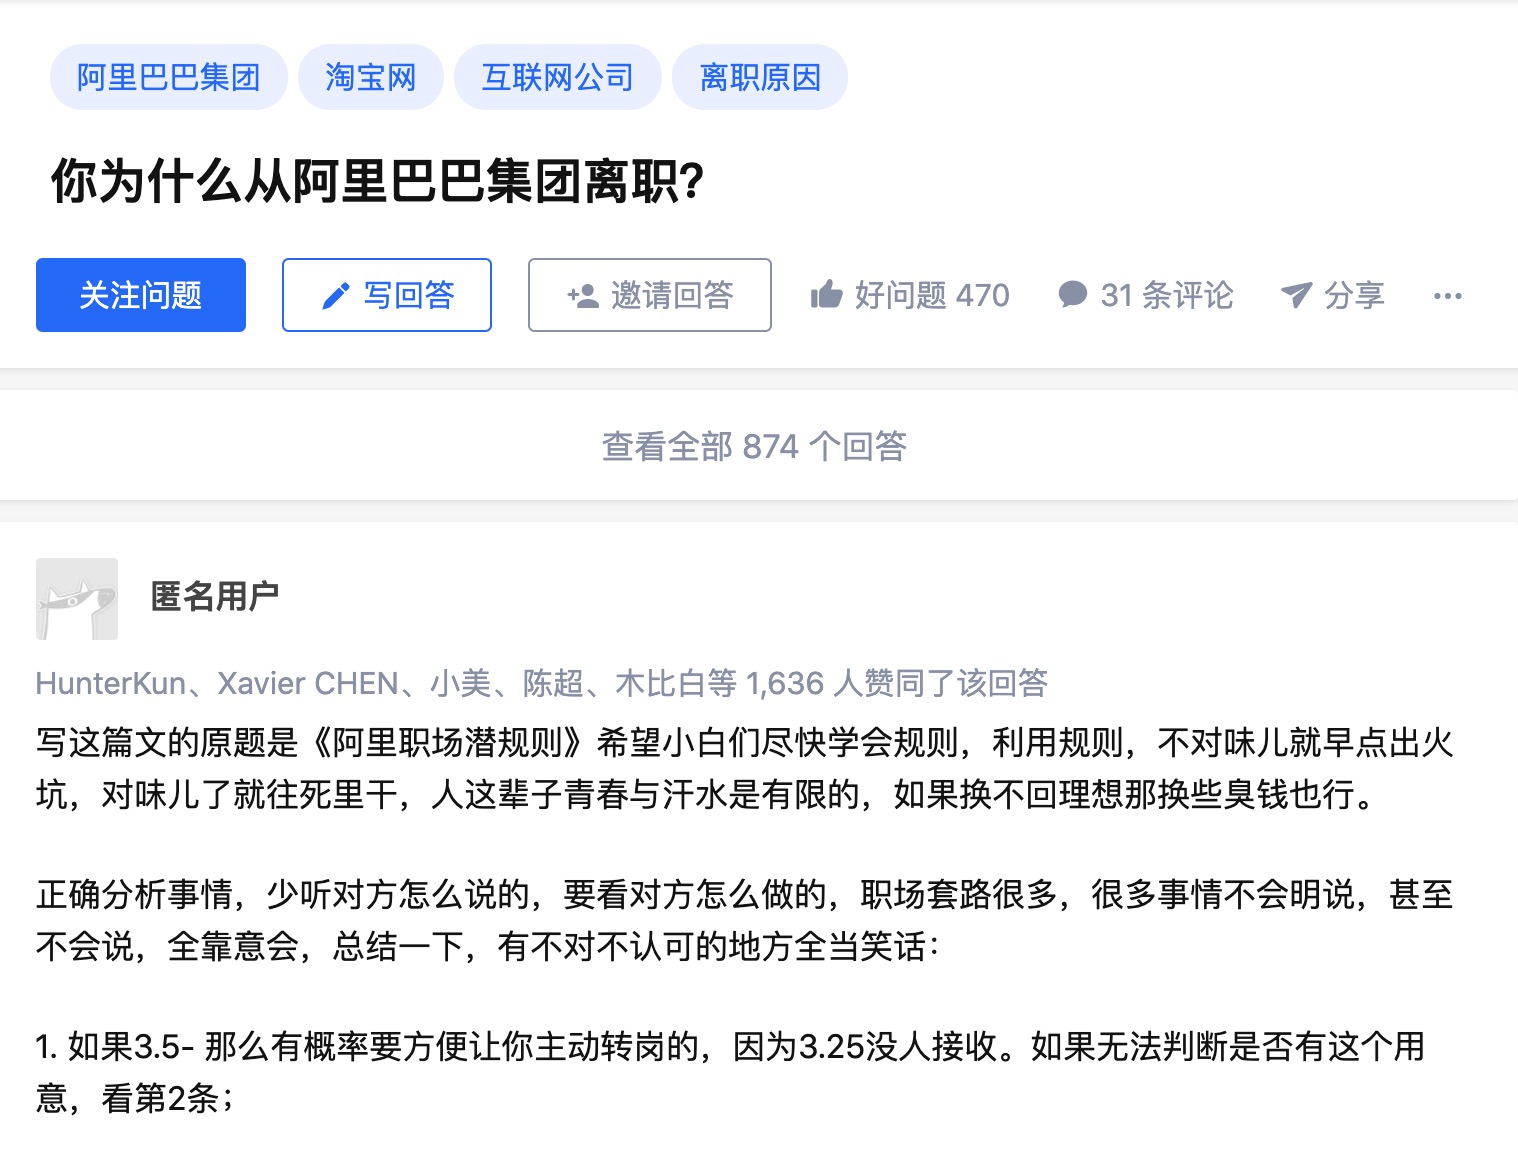 阿里巴巴集团 淘宝网 互联网公司 离职原因
你为什么从阿里巴巴集团离职?
关注问题 写回答 邀请回答 好问题 470 31 条评论 分享 ···
查看全部 874 个回答
匿名用户
HunterKun、Xavier CHEN、小美、陈超、木比白等 1,636 人赞同了该回答
写这篇文的原题是《阿里职场潜规则》希望小白们尽快学会规则，利用规则，不对味儿就早点出火
坑，对味儿了就往死里干，人这辈子青春与汗水是有限的，如果换不回理想那换些臭钱也行。
正确分析事情，少听对方怎么说的，要看对方怎么做的，职场套路很多，很多事情不会明说，甚至
不会说，全靠意会，总结一下，有不对不认可的地方全当笑话：
1. 如果3.5- 那么有概率要方便让你主动转岗的，因为3.25没人接收。如果无法判断是否有这个用
意，看第2条；